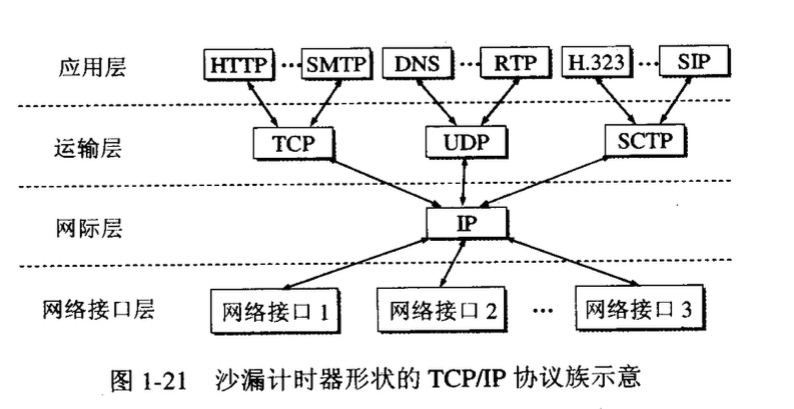 应用层 HTTP ··· SMTP DNS ··· RTP H.323 ··· SIP
运输层 TCP UDP SCTP
网际层 IP
网络接口层 网络接口 1 网络接口 2 ··· 网络接口 3
图 1-21 沙漏计时器形状的 TCP/IP 协议族示意